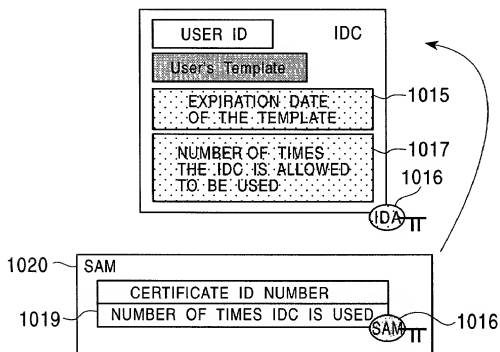 USER ID
IDC
User's Template
EXPIRATION DATE
OF THE TEMPLATE
1015
NUMBER OF TIMES
THE IDC IS ALLOWED
TO BE USED
1017
1016
IDA
1020
SAM
CERTIFICATE ID NUMBER
1019
NUMBER OF TIMES IDC IS USED
SAM
1016